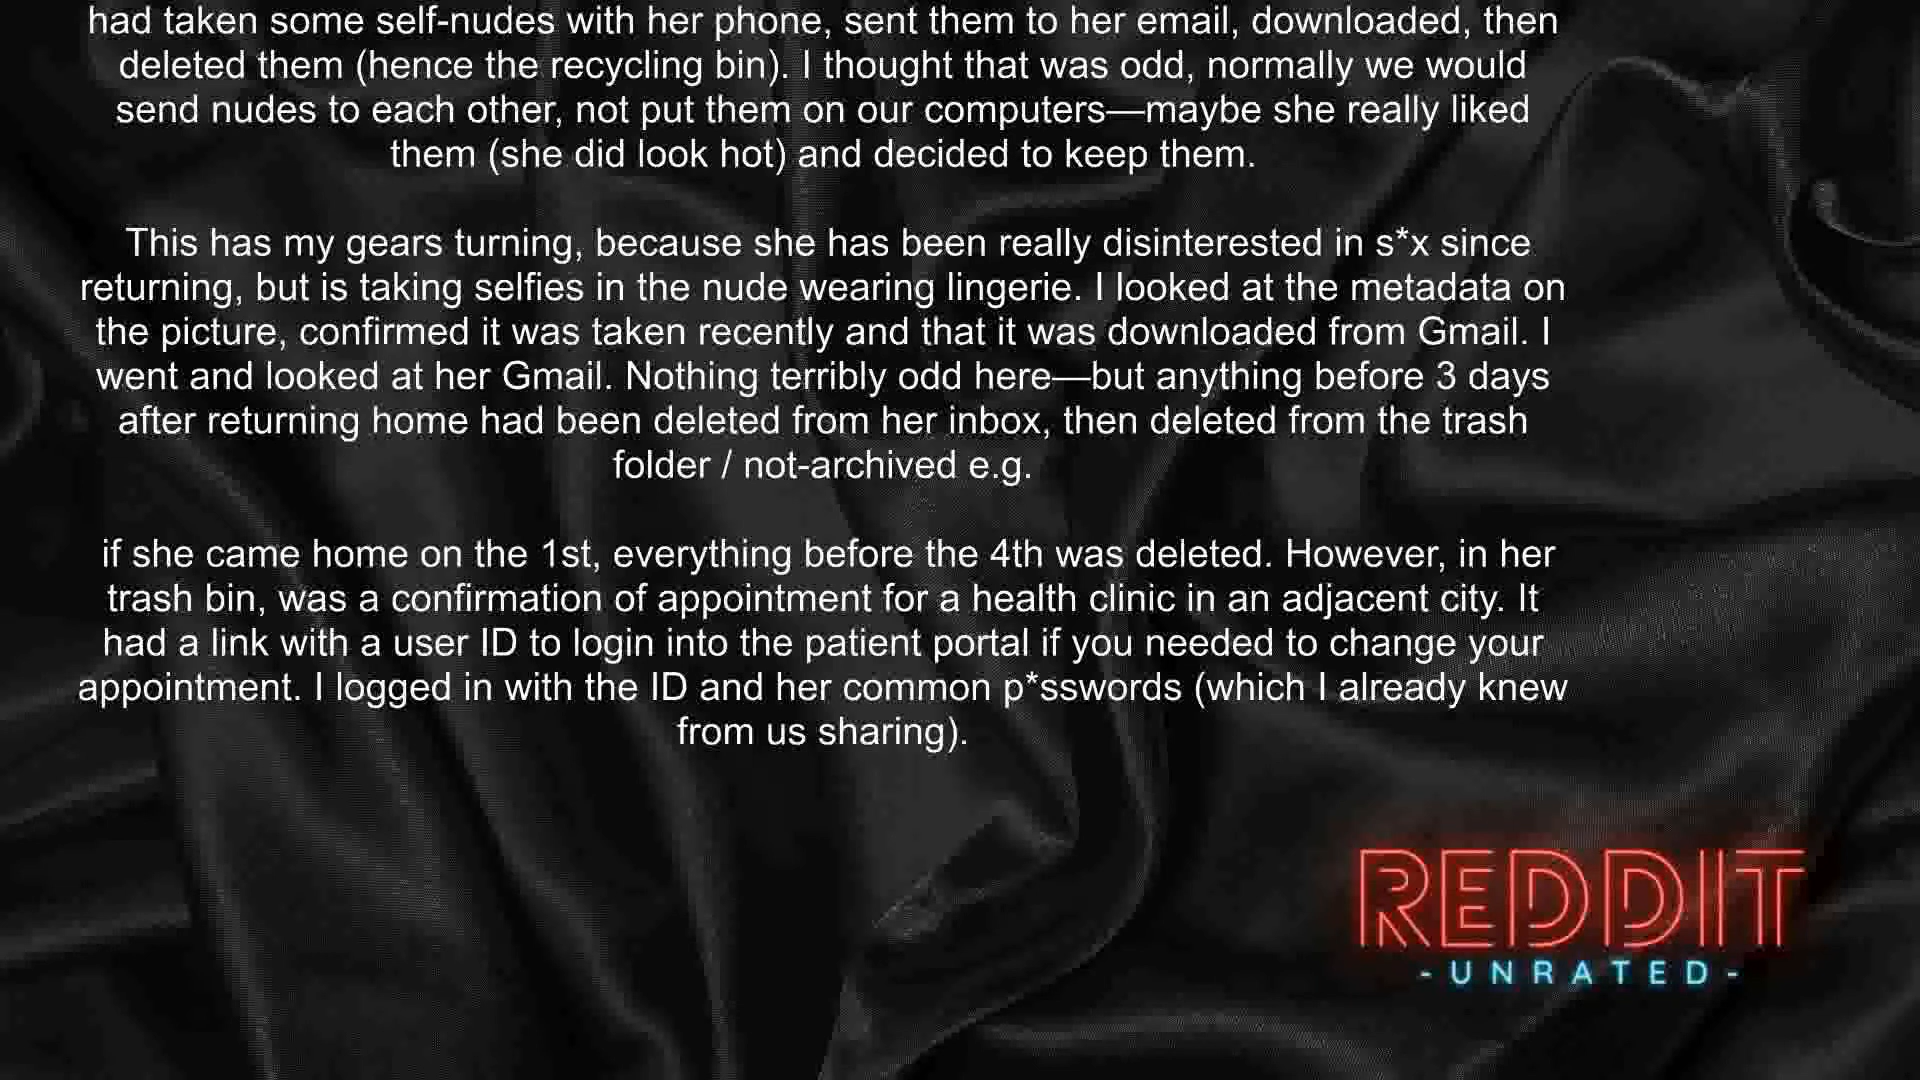 had taken some self-nudes with her phone, sent them to her email, downloaded, then
deleted them (hence the recycling bin). I thought that was odd, normally we would
send nudes to each other, not put them on our computers—maybe she really liked
them (she did look hot) and decided to keep them.
This has my gears turning, because she has been really disinterested in s*x since
returning, but is taking selfies in the nude wearing lingerie. I looked at the metadata on
the picture, confirmed it was taken recently and that it was downloaded from Gmail. I
went and looked at her Gmail. Nothing terribly odd here—but anything before 3 days
after returning home had been deleted from her inbox, then deleted from the trash
folder / not-archived e.g.
if she came home on the 1st, everything before the 4th was deleted. However, in her
trash bin, was a confirmation of appointment for a health clinic in an adjacent city. It
had a link with a user ID to login into the patient portal if you needed to change your
appointment. I logged in with the ID and her common p*sswords (which I already knew
from us sharing).
REDDIT
-UNRATED-